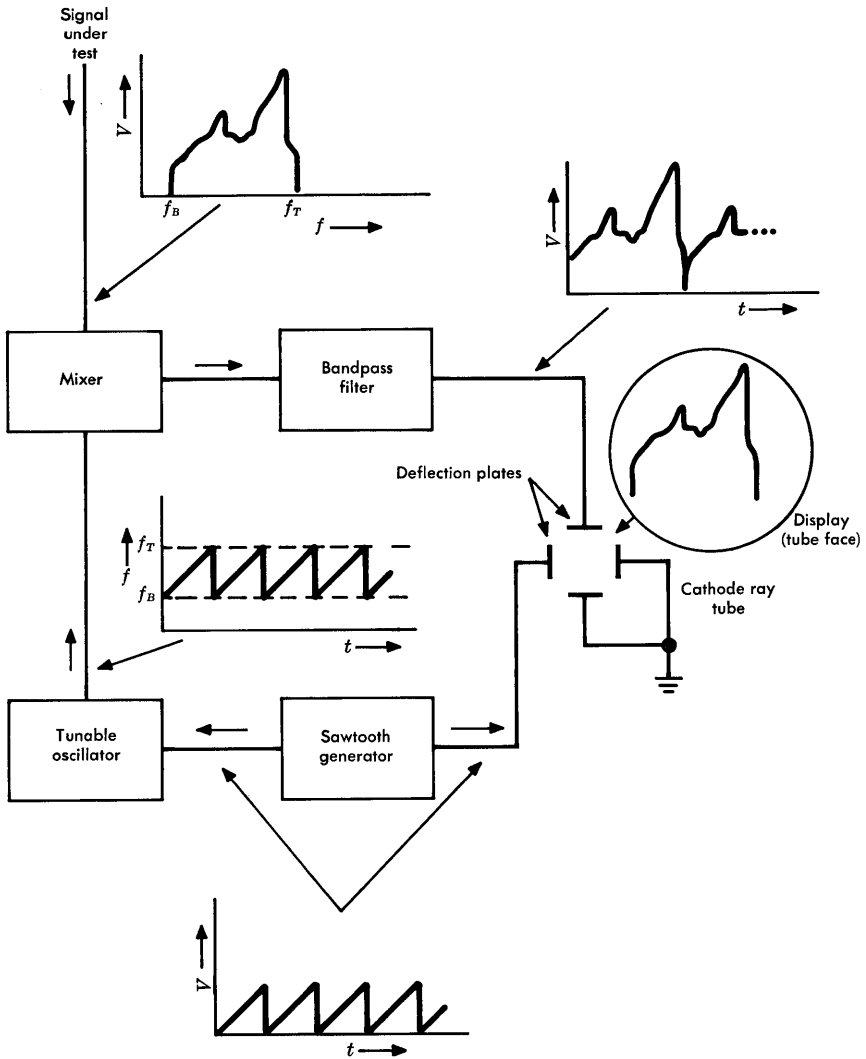 Signal
under
test
V
f_B
f_T
f
V
t
Mixer
Bandpass
filter
Deflection plates
Display
(tube face)
Cathode ray
tube
f
f_T
f_B
t
Tunable
oscillator
Sawtooth
generator
V
t